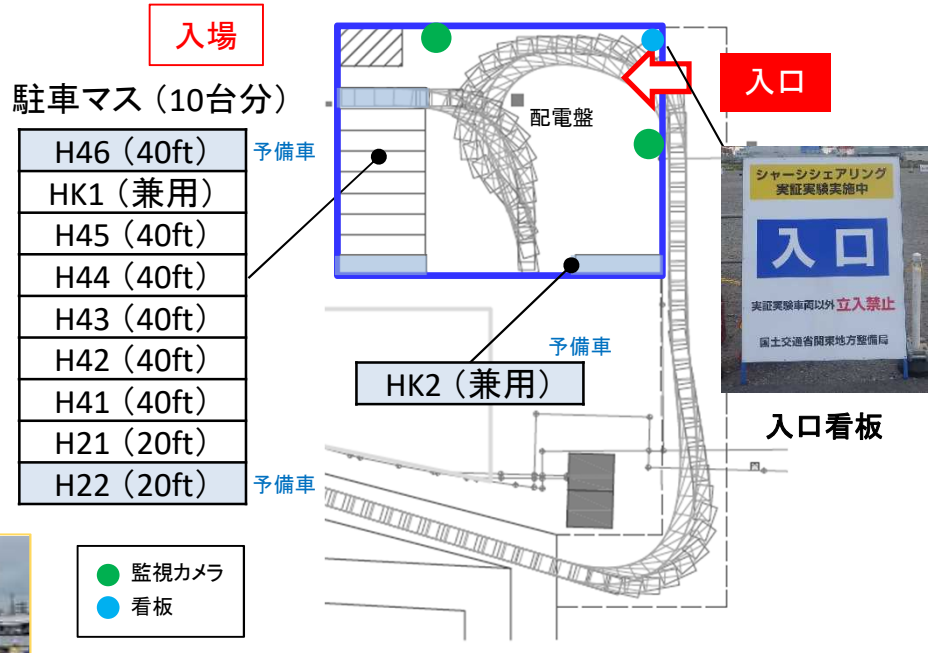 入場
駐車マス（10台分）
H46（40ft）
予備車
HK1（兼用）
H45（40ft）
H44（40ft）
H43（40ft）
H42（40ft）
H41（40ft）
H21（20ft）
H22（20ft）
予備車
監視カメラ
看板
配電盤
予備車
HK2（兼用）
入口
シャーシシェアリング
実証実験実施中
入口
実証実験車両以外立入禁止
国土交通省関東地方整備局
入口看板